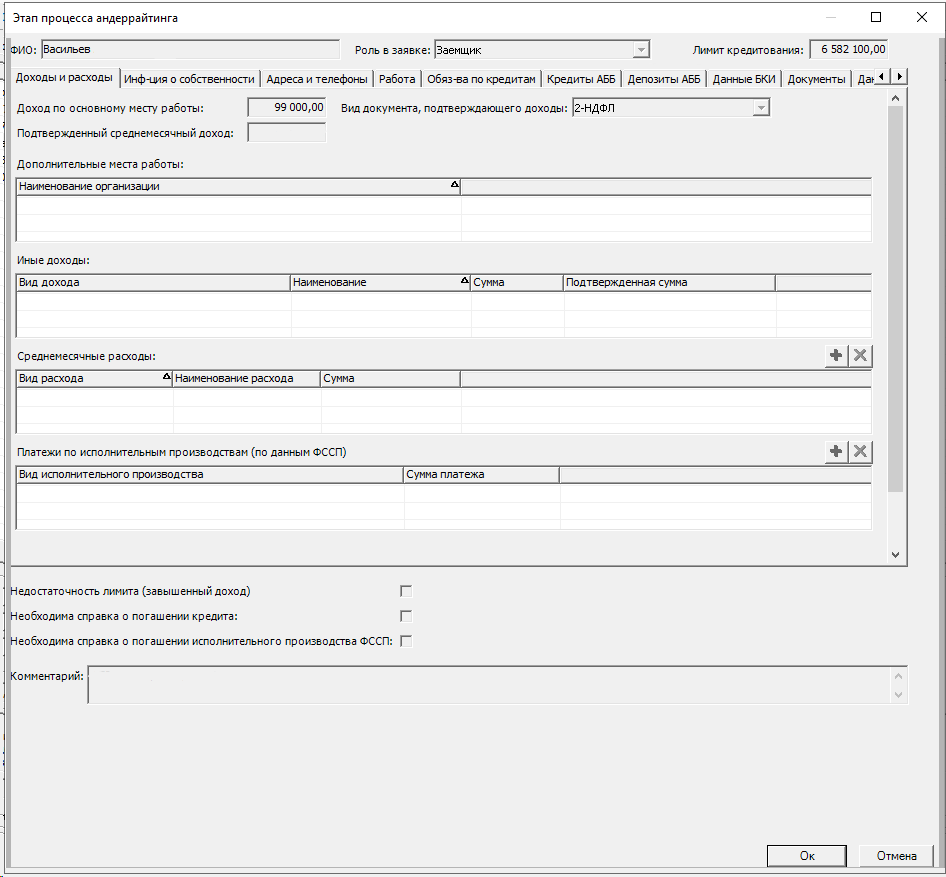 Этап процесса андеррайтинга
ФИО: Васильев Роль в заявке: Заемщик Лимит кредитования: 6 582 100,00
Доходы и расходы Инф-ция о собственности Адреса и телефоны Работа Обяз-ва по кредитам Кредиты АББ Депозиты АББ Данные БКИ Документы
Доход по основному месту работы: 99 000,00 Вид документа, подтверждающего доходы: 2-НДФЛ
Подтвержденный среднемесячный доход:
Дополнительные места работы:
Наименование организации
Иные доходы:
Вид дохода Наименование Сумма Подтвержденная сумма
Среднемесячные расходы:
Вид расхода Наименование расхода Сумма
Платежи по исполнительным производствам (по данным ФССП)
Вид исполнительного производства Сумма платежа
Недостаточность лимита (завышенный доход)
Необходима справка о погашении кредита:
Необходима справка о погашении исполнительного производства ФССП:
Комментарий:
Ок Отмена